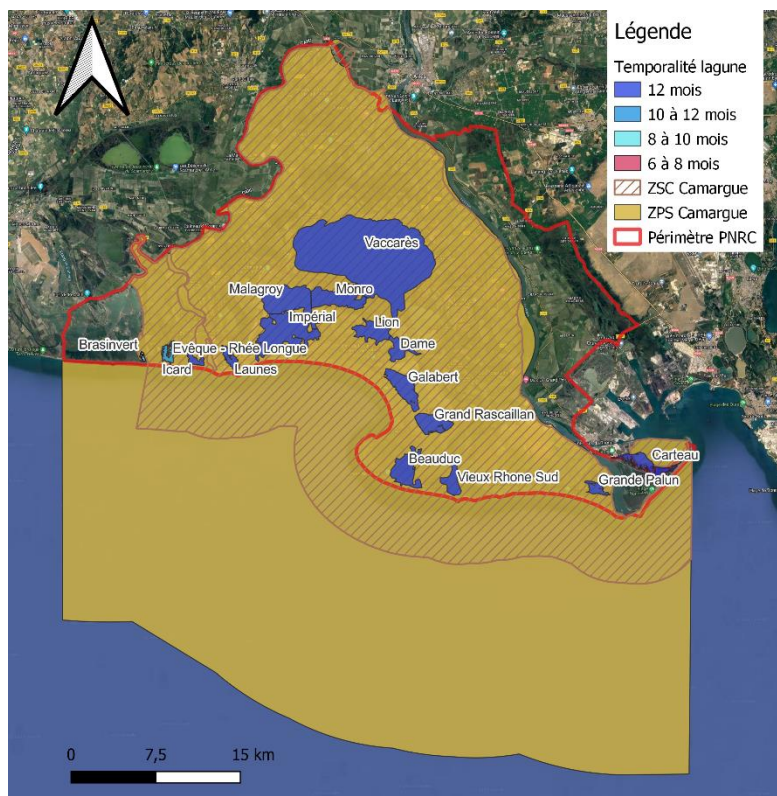 Légende
Temporalité lagune
12 mois
10 à 12 mois
8 à 10 mois
6 à 8 mois
ZSC Camargue
ZPS Camargue
Périmètre PNRC
Vaccarès
Malagroy
Monro
Impérial
Lion
Brasinvert
Evêque - Rhée Longue
Dame
Icard
Launes
Galabert
Grand Rascaillan
Beauduc
Carteau
Vieux Rhone Sud
Grande Palun
0 7,5 15 km